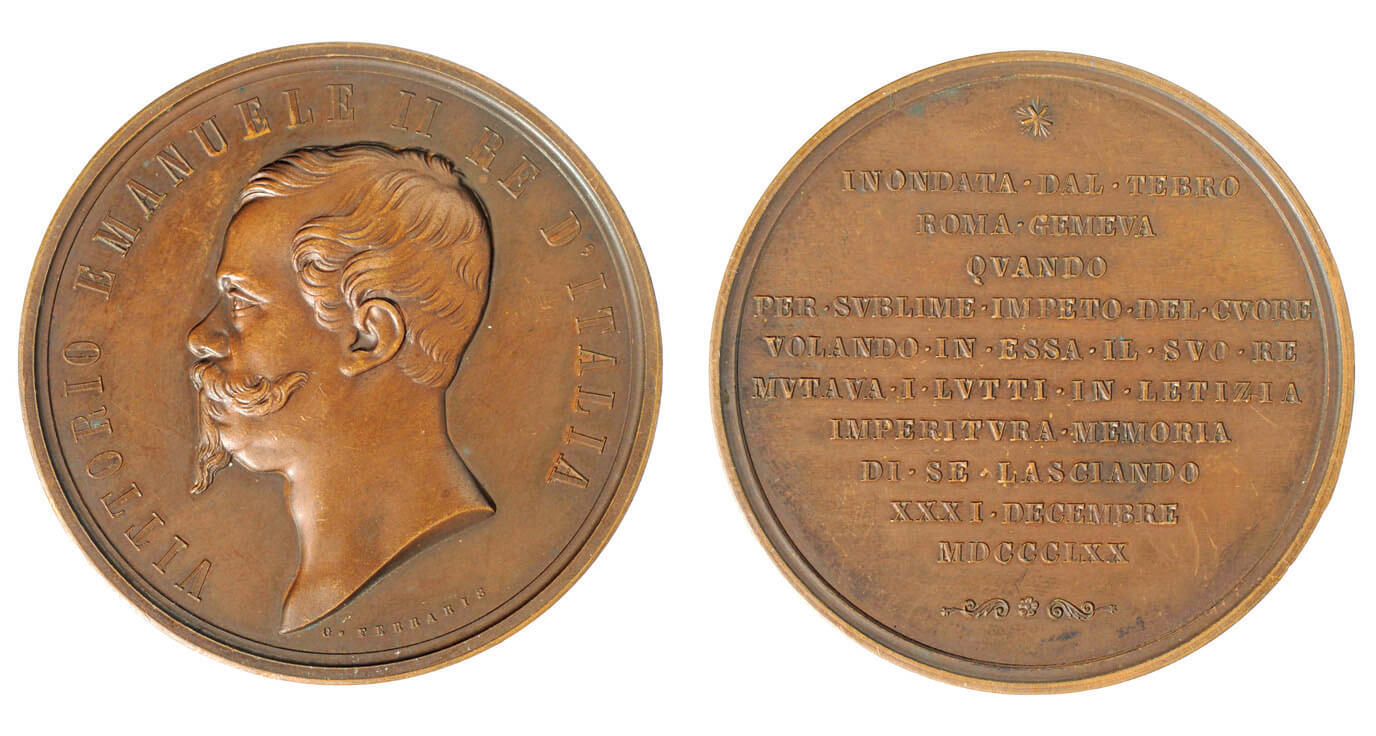 VITTORIO EMANUELE II RE D'ITALIA
G. FERRARIS
INONDATA·DAL·TEBRO
ROMA·GEMEVA
QVANDO
PER·SVBLIME·IMPETO·DEL·CVORE
VOLANDO·IN·ESSA·IL·SVO·RE
MVTAVA·I·LVTTI·IN·LETIZIA
IMPERITVRA·MEMORIA
DI·SE·LASCIANDO
XXXI·DECEMBRE
MDCCCLXX